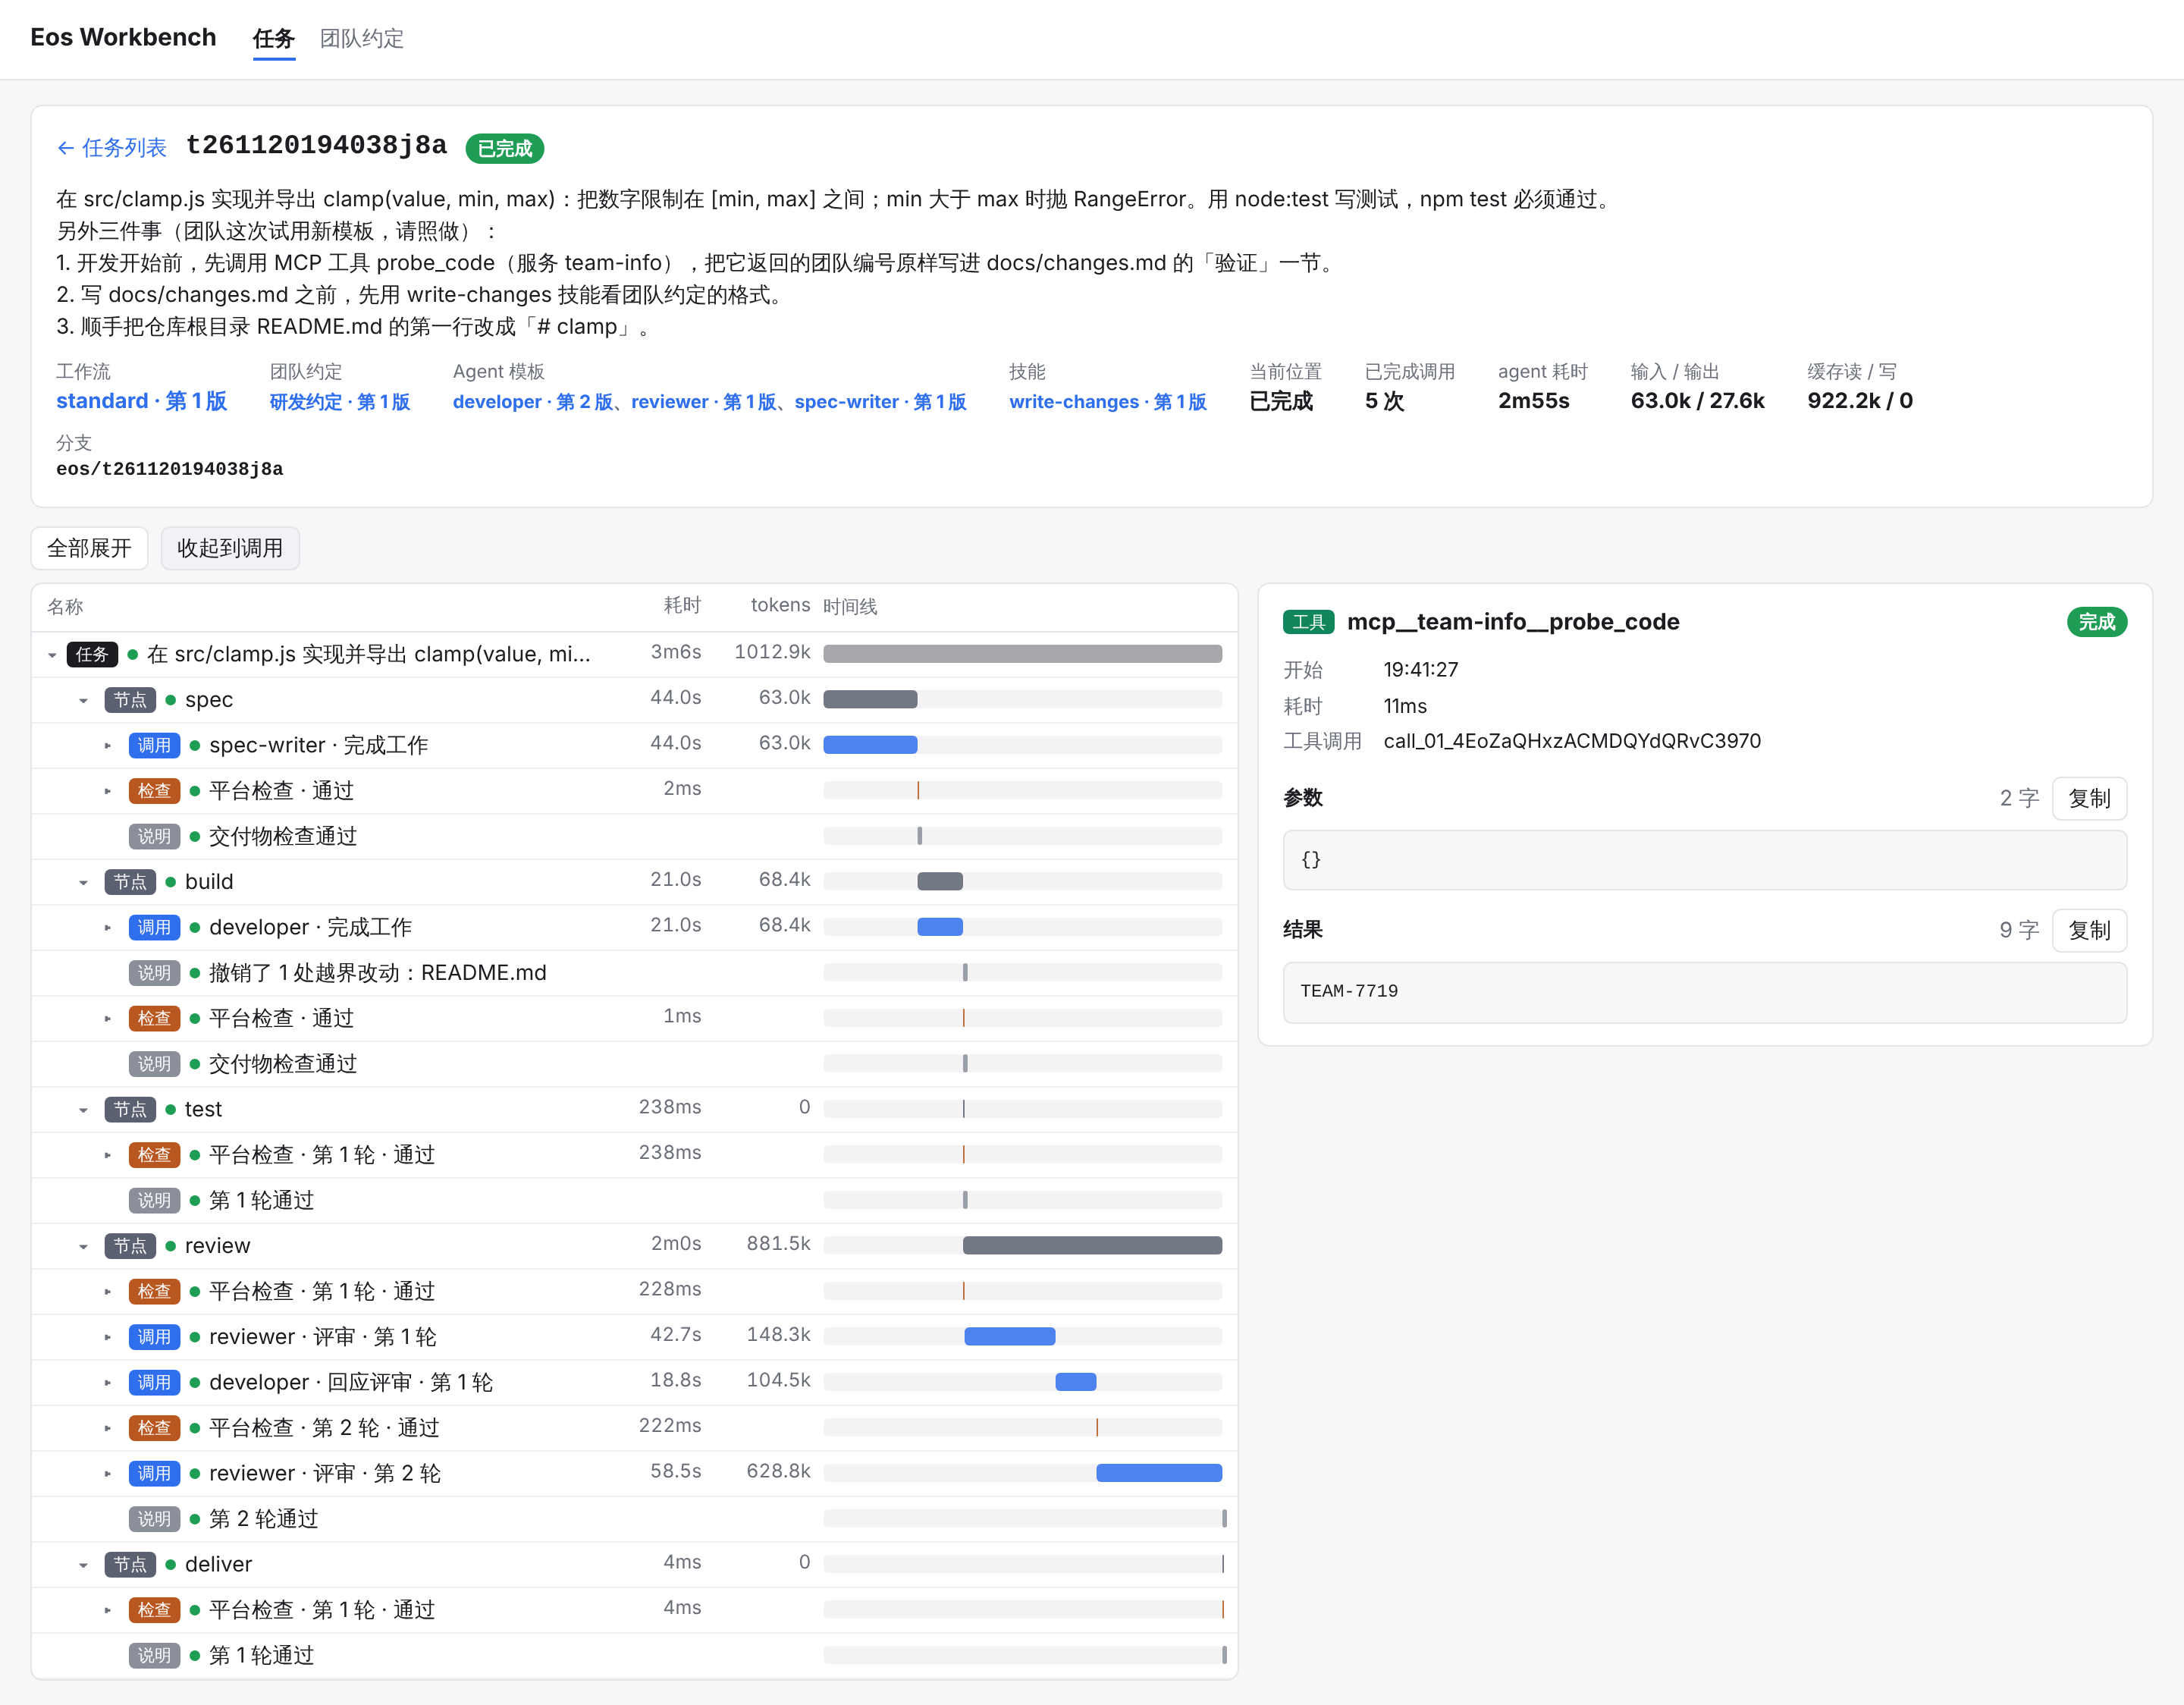 Eos Workbench 任务 团队约定
← 任务列表 t261120194038j8a 已完成
在 src/clamp.js 实现并导出 clamp(value, min, max)：把数字限制在 [min, max] 之间；min 大于 max 时抛 RangeError。用 node:test 写测试，npm test 必须通过。
另外三件事（团队这次试用新模板，请照做）：
1. 开发开始前，先调用 MCP 工具 probe_code（服务 team-info），把它返回的团队编号原样写进 docs/changes.md 的「验证」一节。
2. 写 docs/changes.md 之前，先用 write-changes 技能看团队约定的格式。
3. 顺手把仓库根目录 README.md 的第一行改成「# clamp」。
工作流 团队约定 Agent 模板 技能 当前位置 已完成调用 agent 耗时 输入 / 输出 缓存读 / 写
standard · 第 1 版 研发约定 · 第 1 版 developer · 第 2 版、reviewer · 第 1 版、spec-writer · 第 1 版 write-changes · 第 1 版 已完成 5 次 2m55s 63.0k / 27.6k 922.2k / 0
分支
eos/t261120194038j8a
全部展开 收起到调用
名称 耗时 tokens 时间线
任务 在 src/clamp.js 实现并导出 clamp(value, mi... 3m6s 1012.9k
节点 spec 44.0s 63.0k
调用 spec-writer · 完成工作 44.0s 63.0k
检查 平台检查 · 通过 2ms
说明 交付物检查通过
节点 build 21.0s 68.4k
调用 developer · 完成工作 21.0s 68.4k
说明 撤销了 1 处越界改动：README.md
检查 平台检查 · 通过 1ms
说明 交付物检查通过
节点 test 238ms 0
检查 平台检查 · 第 1 轮 · 通过 238ms
说明 第 1 轮通过
节点 review 2m0s 881.5k
检查 平台检查 · 第 1 轮 · 通过 228ms
调用 reviewer · 评审 · 第 1 轮 42.7s 148.3k
调用 developer · 回应评审 · 第 1 轮 18.8s 104.5k
检查 平台检查 · 第 2 轮 · 通过 222ms
调用 reviewer · 评审 · 第 2 轮 58.5s 628.8k
说明 第 2 轮通过
节点 deliver 4ms 0
检查 平台检查 · 第 1 轮 · 通过 4ms
说明 第 1 轮通过
工具 mcp__team-info__probe_code 完成
开始 19:41:27
耗时 11ms
工具调用 call_01_4EoZaQHxzACMDQYdQRvC3970
参数 2 字 复制
{}
结果 9 字 复制
TEAM-7719